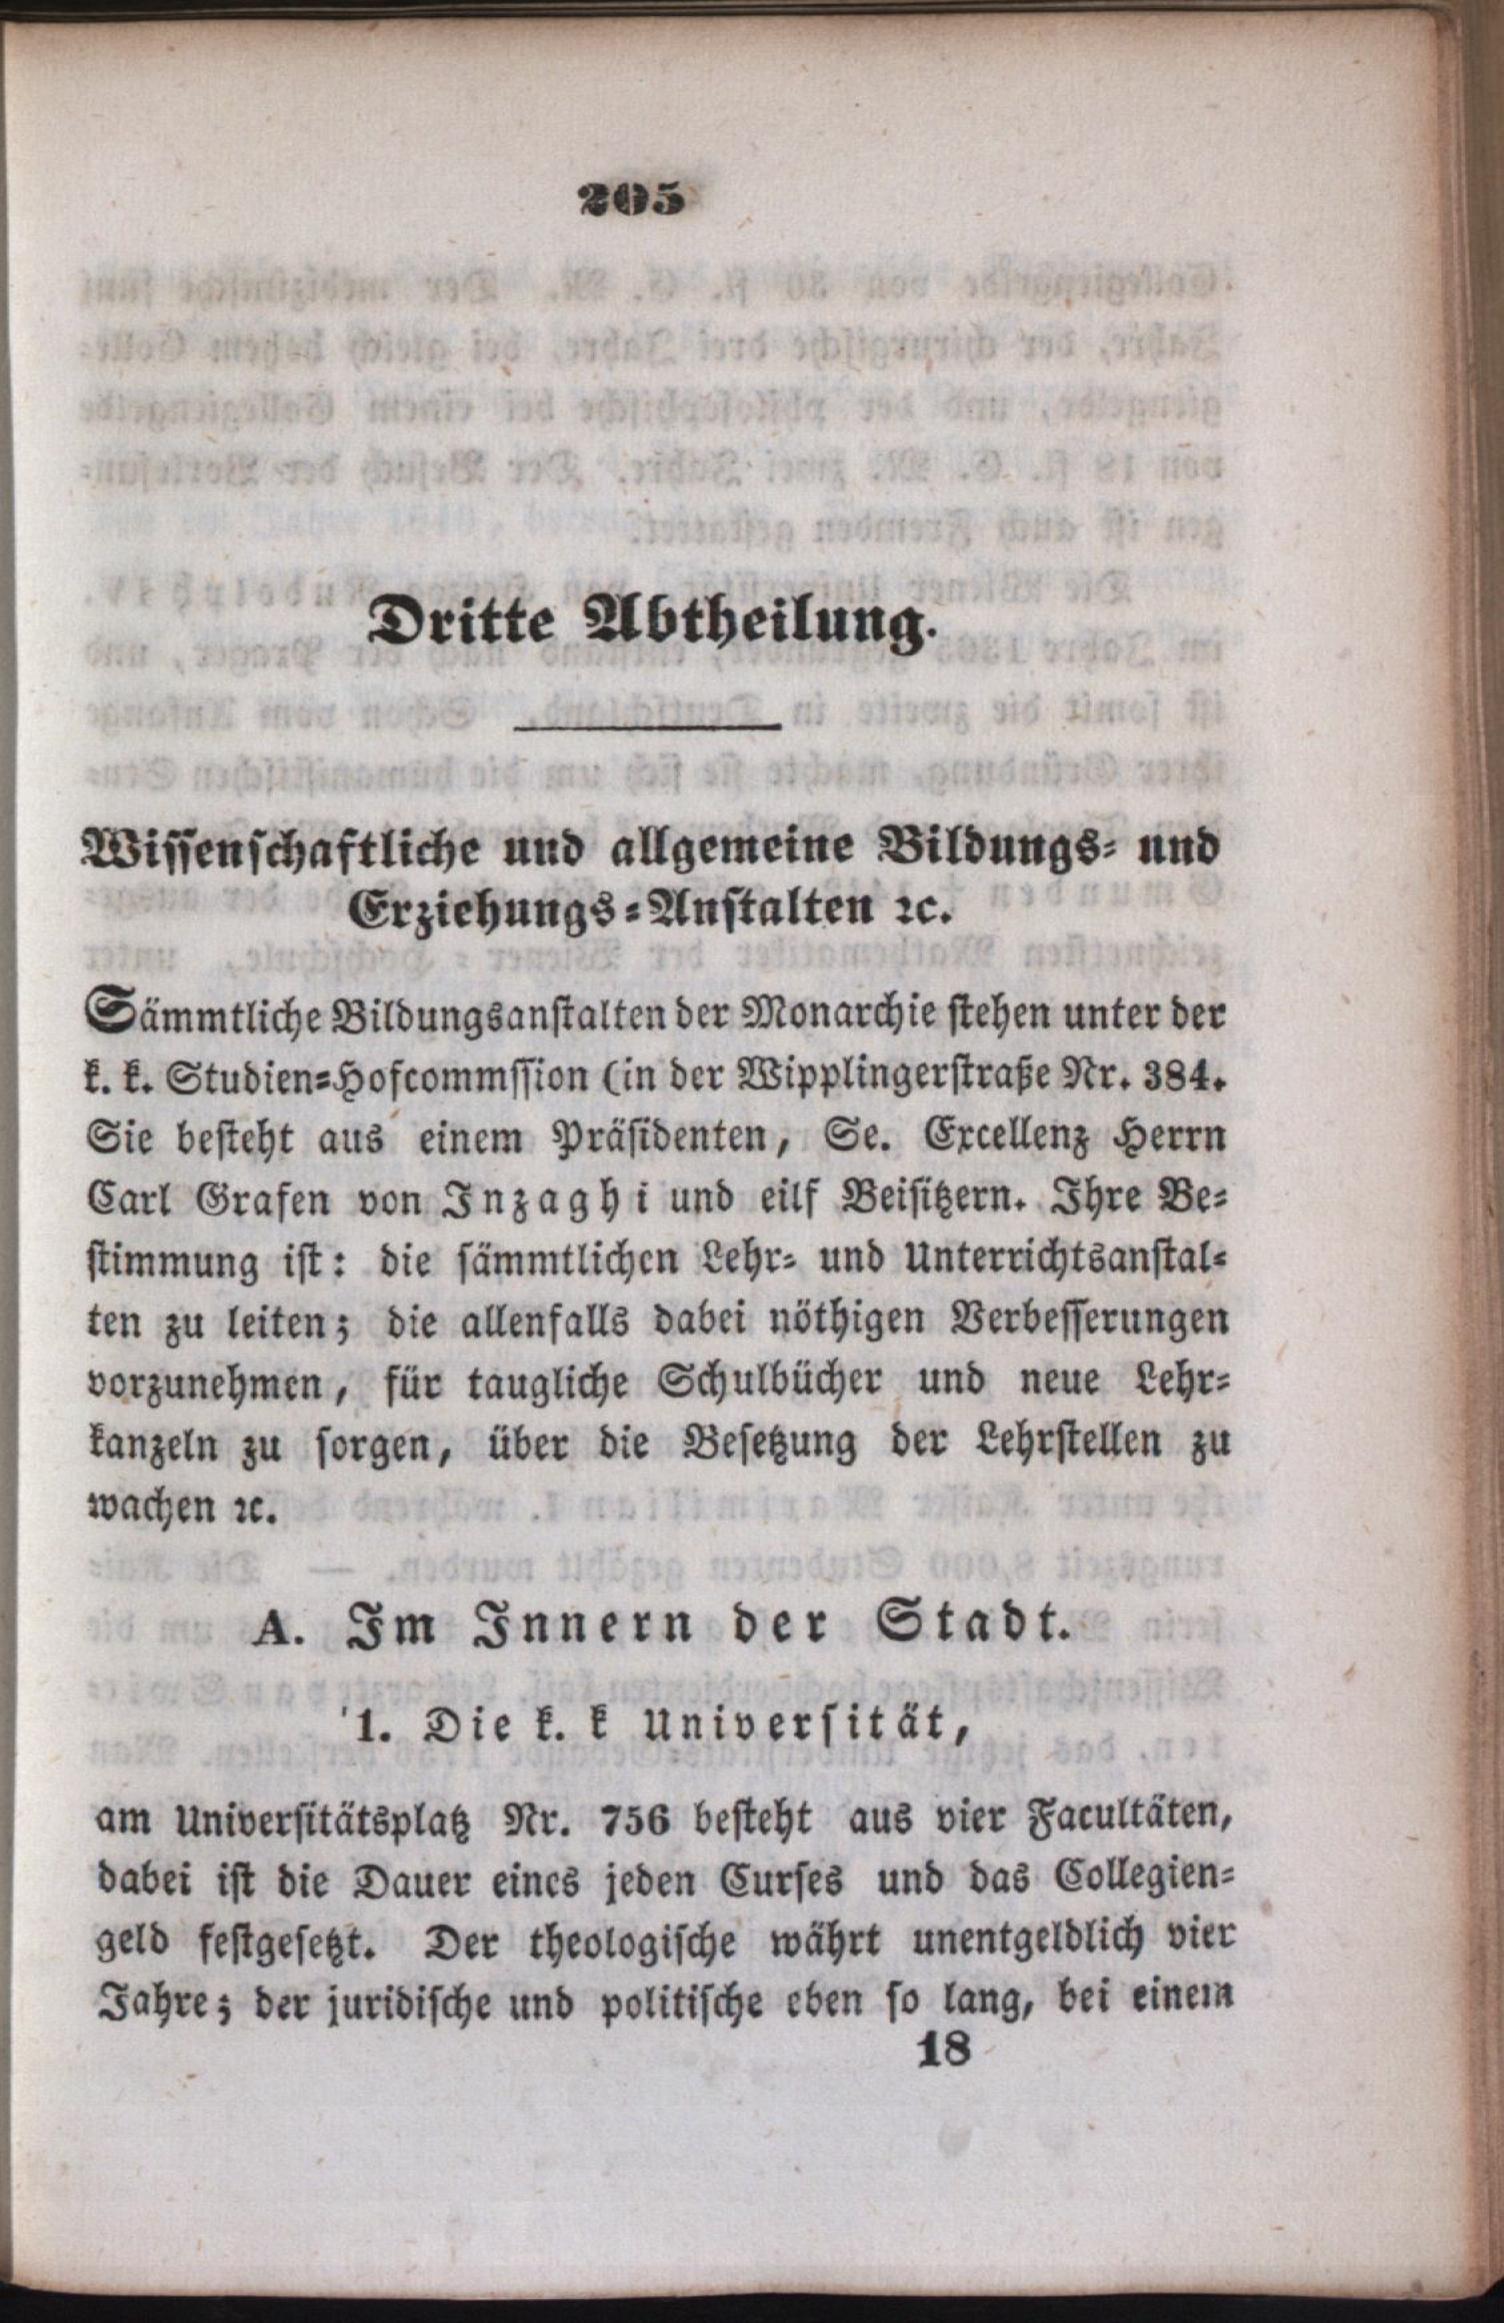 205
Dritte Abtheilung.
Wissenschaftliche und allgemeine Bildungs- und
Erziehungs-Anstalten ꝛc.
Sämmtliche Bildungsanstalten der Monarchie stehen unter der
k. k. Studien-Hofcommssion (in der Wipplingerstraße Nr. 384.
Sie besteht aus einem Präsidenten, Se. Excellenz Herrn
Carl Grafen von Inzaghi und eilf Beisitzern. Ihre Be-
stimmung ist: die sämmtlichen Lehr- und Unterrichtsanstal-
ten zu leiten; die allenfalls dabei nöthigen Verbesserungen
vorzunehmen, für taugliche Schulbücher und neue Lehr-
kanzeln zu sorgen, über die Besetzung der Lehrstellen zu
wachen ꝛc.
A. Im Innern der Stadt.
1. Die k. k Universität,
am Universitätsplatz Nr. 756 besteht aus vier Facultäten,
dabei ist die Dauer eines jeden Curses und das Collegien-
geld festgesetzt. Der theologische währt unentgeldlich vier
Jahre; der juridische und politische eben so lang, bei einem
18